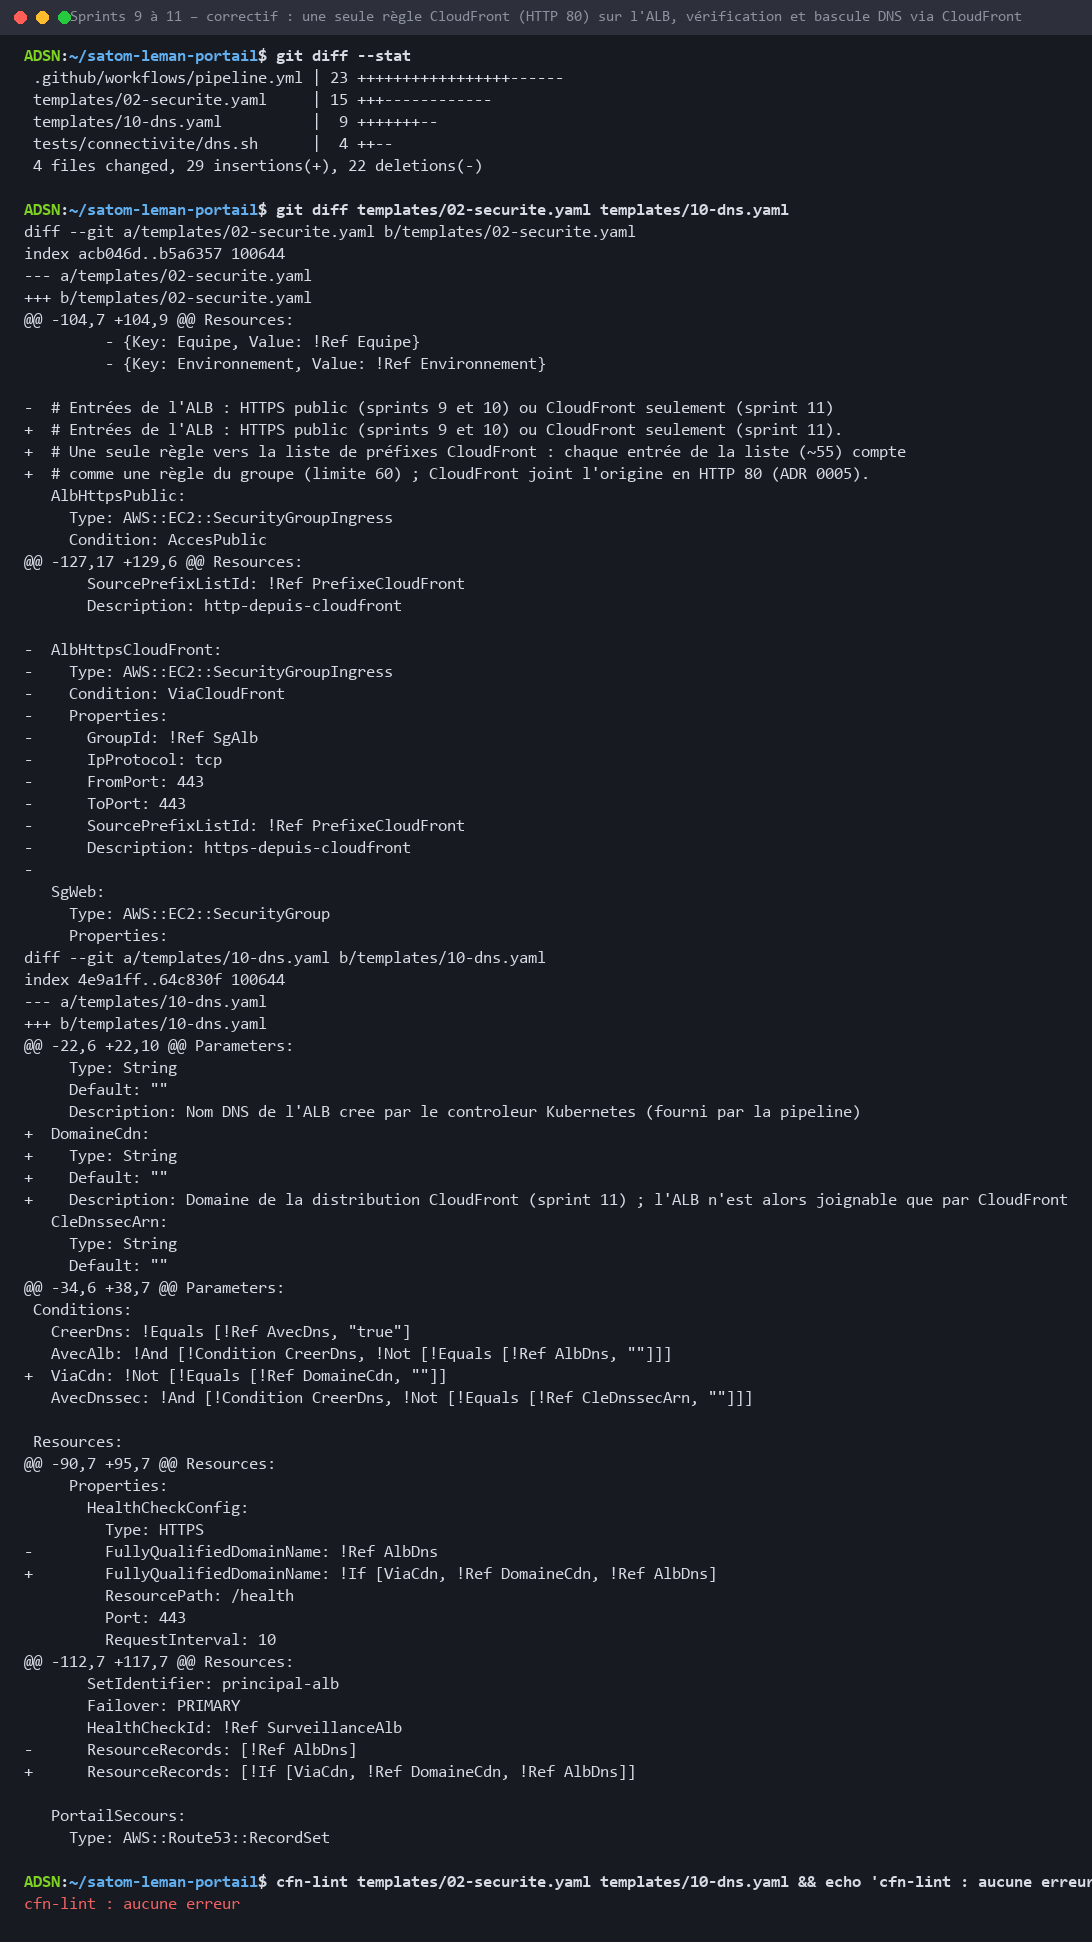 Sprints 9 à 11 – correctif : une seule règle CloudFront (HTTP 80) sur l'ALB, vérification et bascule DNS via CloudFront
ADSN:~/satom-leman-portail$ git diff --stat
 .github/workflows/pipeline.yml | 23 +++++++++++++++++------
 templates/02-securite.yaml     | 15 +++------------
 templates/10-dns.yaml          |  9 +++++++--
 tests/connectivite/dns.sh      |  4 ++--
 4 files changed, 29 insertions(+), 22 deletions(-)

ADSN:~/satom-leman-portail$ git diff templates/02-securite.yaml templates/10-dns.yaml
diff --git a/templates/02-securite.yaml b/templates/02-securite.yaml
index acb046d..b5a6357 100644
--- a/templates/02-securite.yaml
+++ b/templates/02-securite.yaml
@@ -104,7 +104,9 @@ Resources:
         - {Key: Equipe, Value: !Ref Equipe}
         - {Key: Environnement, Value: !Ref Environnement}

-  # Entrées de l'ALB : HTTPS public (sprints 9 et 10) ou CloudFront seulement (sprint 11)
+  # Entrées de l'ALB : HTTPS public (sprints 9 et 10) ou CloudFront seulement (sprint 11).
+  # Une seule règle vers la liste de préfixes CloudFront : chaque entrée de la liste (~55) compte
+  # comme une règle du groupe (limite 60) ; CloudFront joint l'origine en HTTP 80 (ADR 0005).
   AlbHttpsPublic:
     Type: AWS::EC2::SecurityGroupIngress
     Condition: AccesPublic
@@ -127,17 +129,6 @@ Resources:
       SourcePrefixListId: !Ref PrefixeCloudFront
       Description: http-depuis-cloudfront

-  AlbHttpsCloudFront:
-    Type: AWS::EC2::SecurityGroupIngress
-    Condition: ViaCloudFront
-    Properties:
-      GroupId: !Ref SgAlb
-      IpProtocol: tcp
-      FromPort: 443
-      ToPort: 443
-      SourcePrefixListId: !Ref PrefixeCloudFront
-      Description: https-depuis-cloudfront
-
   SgWeb:
     Type: AWS::EC2::SecurityGroup
     Properties:
diff --git a/templates/10-dns.yaml b/templates/10-dns.yaml
index 4e9a1ff..64c830f 100644
--- a/templates/10-dns.yaml
+++ b/templates/10-dns.yaml
@@ -22,6 +22,10 @@ Parameters:
     Type: String
     Default: ""
     Description: Nom DNS de l'ALB cree par le controleur Kubernetes (fourni par la pipeline)
+  DomaineCdn:
+    Type: String
+    Default: ""
+    Description: Domaine de la distribution CloudFront (sprint 11) ; l'ALB n'est alors joignable que par CloudFront
   CleDnssecArn:
     Type: String
     Default: ""
@@ -34,6 +38,7 @@ Parameters:
 Conditions:
   CreerDns: !Equals [!Ref AvecDns, "true"]
   AvecAlb: !And [!Condition CreerDns, !Not [!Equals [!Ref AlbDns, ""]]]
+  ViaCdn: !Not [!Equals [!Ref DomaineCdn, ""]]
   AvecDnssec: !And [!Condition CreerDns, !Not [!Equals [!Ref CleDnssecArn, ""]]]

 Resources:
@@ -90,7 +95,7 @@ Resources:
     Properties:
       HealthCheckConfig:
         Type: HTTPS
-        FullyQualifiedDomainName: !Ref AlbDns
+        FullyQualifiedDomainName: !If [ViaCdn, !Ref DomaineCdn, !Ref AlbDns]
         ResourcePath: /health
         Port: 443
         RequestInterval: 10
@@ -112,7 +117,7 @@ Resources:
       SetIdentifier: principal-alb
       Failover: PRIMARY
       HealthCheckId: !Ref SurveillanceAlb
-      ResourceRecords: [!Ref AlbDns]
+      ResourceRecords: [!If [ViaCdn, !Ref DomaineCdn, !Ref AlbDns]]

   PortailSecours:
     Type: AWS::Route53::RecordSet

ADSN:~/satom-leman-portail$ cfn-lint templates/02-securite.yaml templates/10-dns.yaml && echo 'cfn-lint : aucune erreur
cfn-lint : aucune erreur